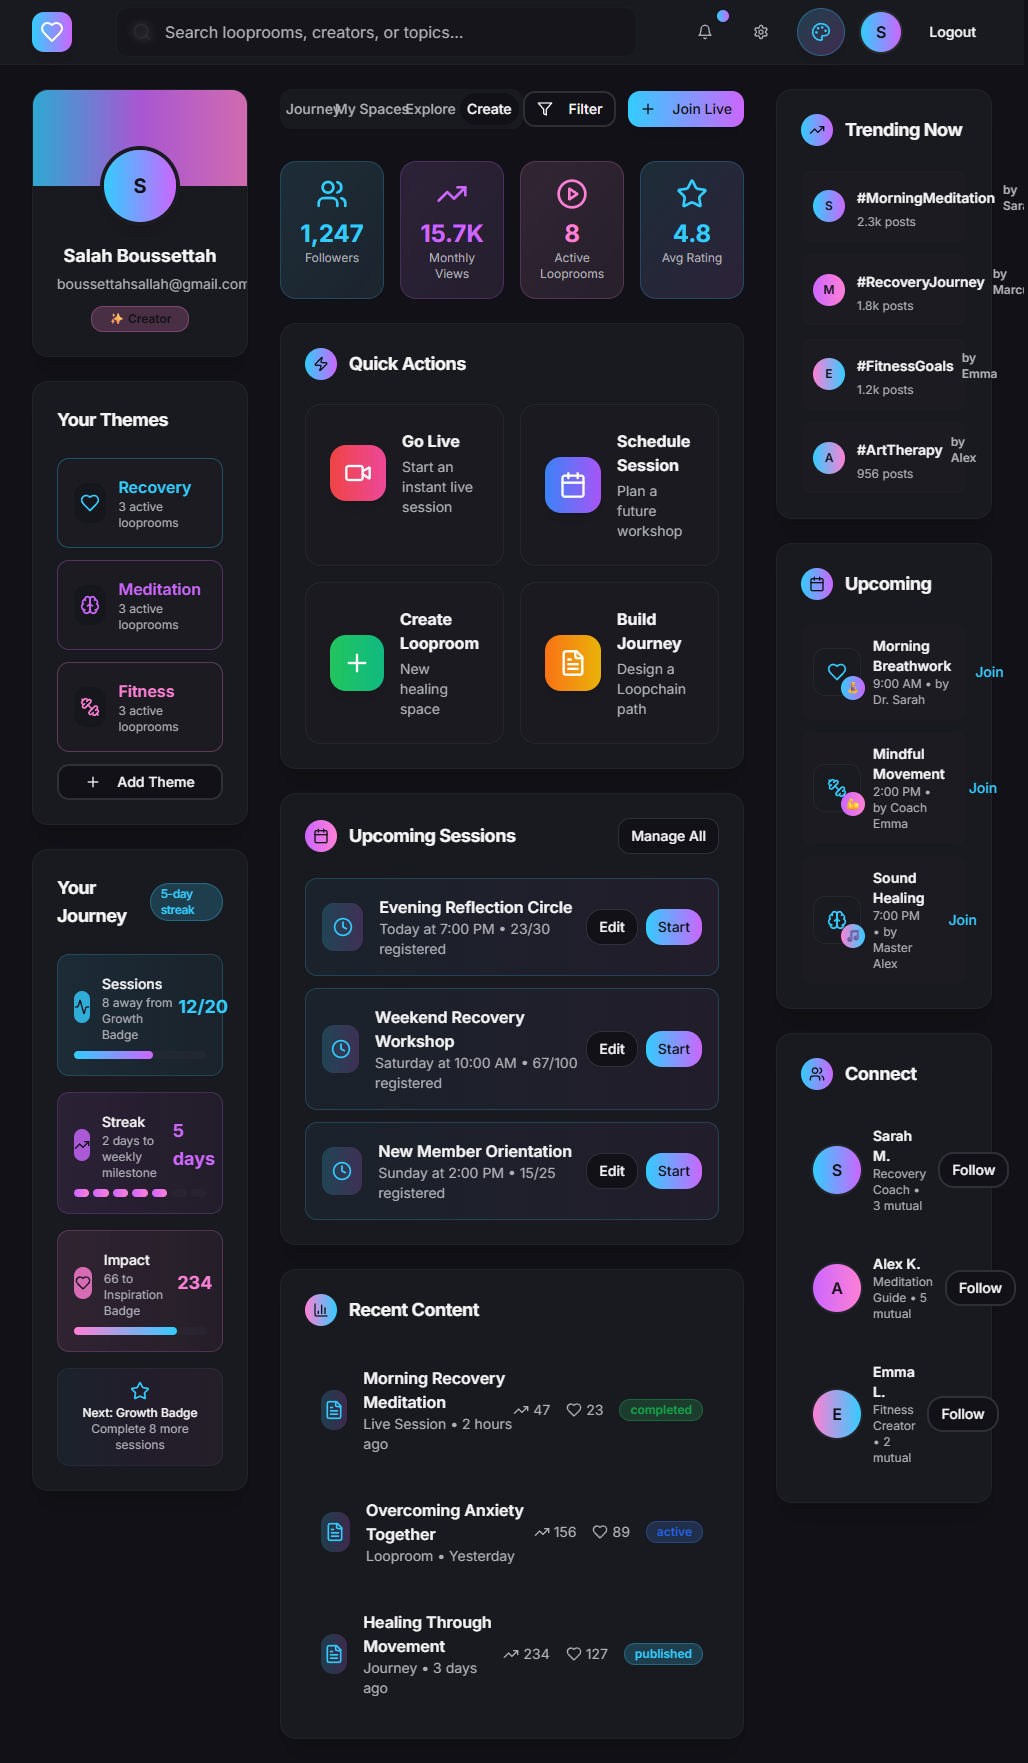 Search looprooms, creators, or topics...
S
Logout
S
Salah Boussettah
boussettahsallah@gmail.com
✨ Creator
Your Themes
Recovery
3 active
looprooms
Meditation
3 active
looprooms
Fitness
3 active
looprooms
Add Theme
Your
Journey
5-day
streak
Sessions
8 away from
Growth
Badge
12/20
Streak
2 days to
weekly
milestone
5
days
Impact
66 to
Inspiration
Badge
234
Next: Growth Badge
Complete 8 more
sessions
Journey
My Spaces
Explore
Create
Filter
Join Live
1,247
Followers
15.7K
Monthly
Views
8
Active
Looprooms
4.8
Avg Rating
Quick Actions
Go Live
Start an
instant live
session
Schedule
Session
Plan a
future
workshop
Create
Looproom
New
healing
space
Build
Journey
Design a
Loopchain
path
Upcoming Sessions
Manage All
Evening Reflection Circle
Today at 7:00 PM • 23/30
registered
Edit
Start
Weekend Recovery
Workshop
Saturday at 10:00 AM • 67/100
registered
Edit
Start
New Member Orientation
Sunday at 2:00 PM • 15/25
registered
Edit
Start
Recent Content
Morning Recovery
Meditation
Live Session • 2 hours
ago
47
23
completed
Overcoming Anxiety
Together
Looproom • Yesterday
156
89
active
Healing Through
Movement
Journey • 3 days
ago
234
127
published
Trending Now
S
#MorningMeditation
2.3k posts
by
Sara
M
#RecoveryJourney
1.8k posts
by
Marcu
E
#FitnessGoals
1.2k posts
by
Emma
A
#ArtTherapy
956 posts
by
Alex
Upcoming
Morning
Breathwork
9:00 AM • by
Dr. Sarah
Join
Mindful
Movement
2:00 PM •
by Coach
Emma
Join
Sound
Healing
7:00 PM
• by
Master
Alex
Join
Connect
S
Sarah
M.
Recovery
Coach •
3 mutual
Follow
A
Alex K.
Meditation
Guide • 5
mutual
Follow
E
Emma
L.
Fitness
Creator
• 2
mutual
Follow